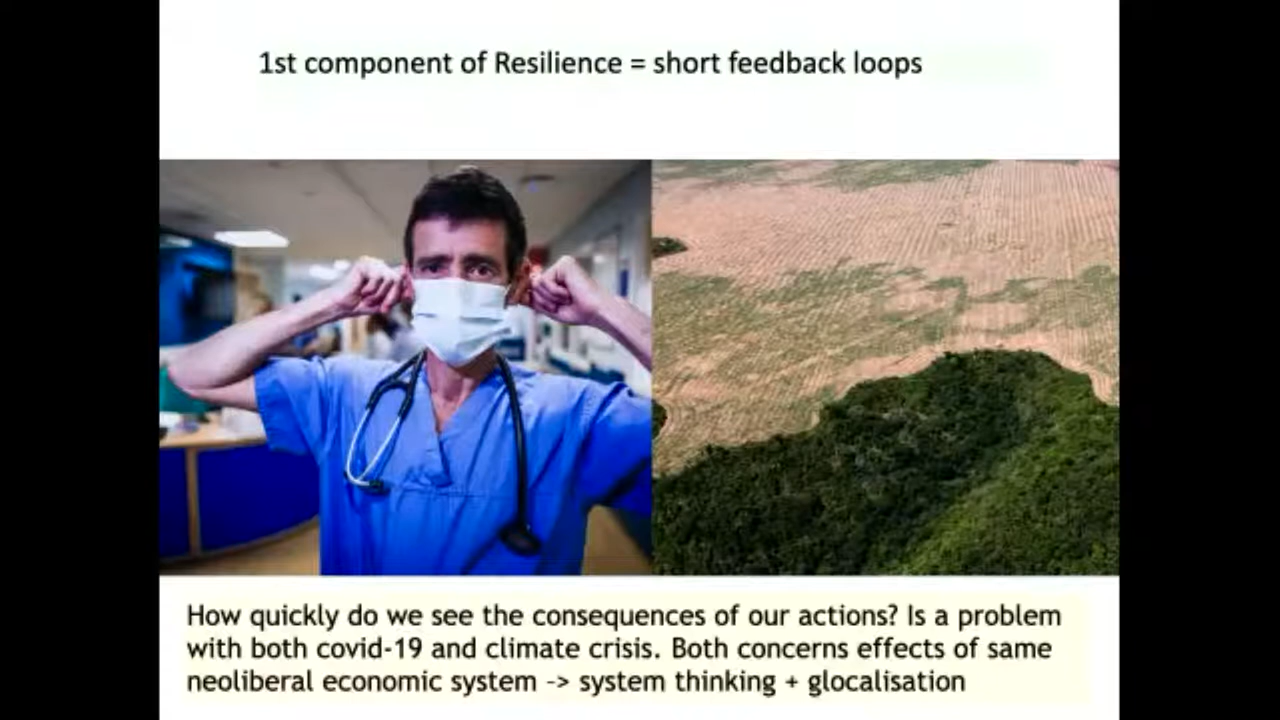 1st component of Resilience = short feedback loops
How quickly do we see the consequences of our actions? Is a problem
with both covid-19 and climate crisis. Both concerns effects of same
neoliberal economic system -> system thinking + glocalisation